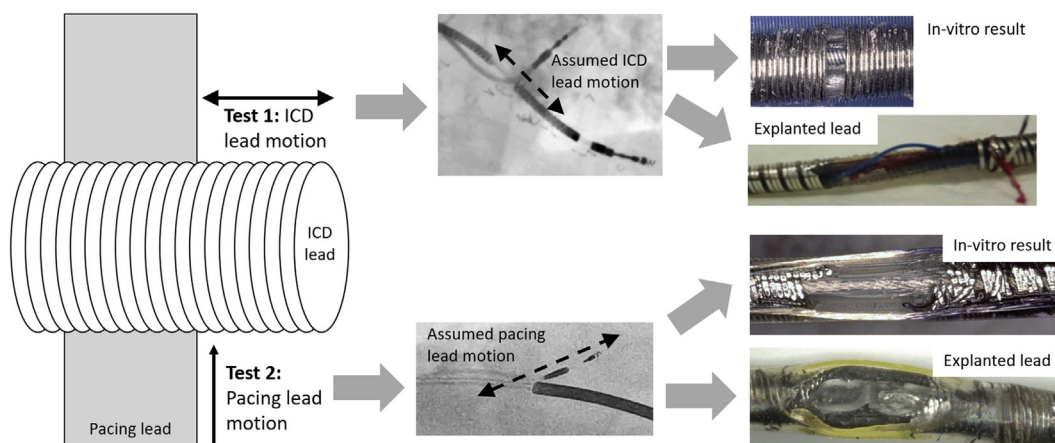 Test 1: ICD
lead motion
ICD
lead
Test 2:
Pacing lead
motion
Pacing lead
Assumed ICD
lead motion
Assumed pacing
lead motion
In-vitro result
Explanted lead
In-vitro result
Explanted lead